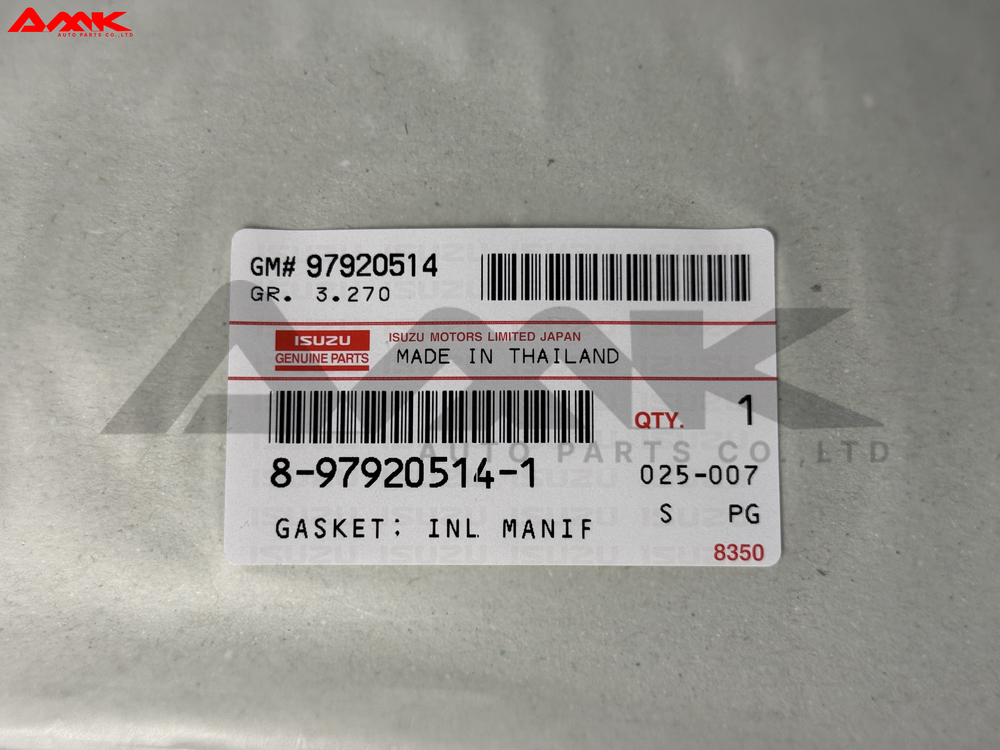 AMK
AUTO PARTS CO.,LTD
GM# 97920514
GR. 3.270
ISUZU
GENUINE PARTS
ISUZU MOTORS LIMITED JAPAN
MADE IN THAILAND
QTY. 1
AMK
AUTO PARTS CO.,LTD
8-97920514-1
025-007
GASKET; INL MANIF
S PG
8350